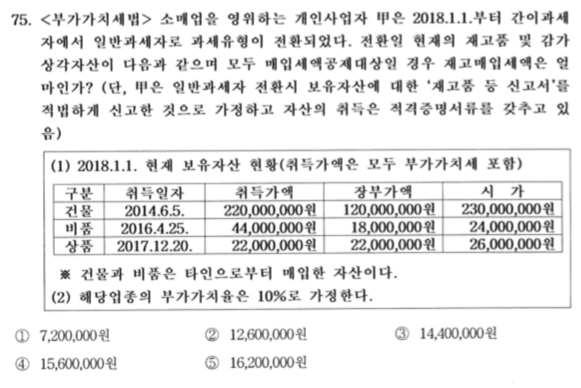 75. <부가가치세법> 소매업을 영위하는 개인사업자 甲은 2018.1.1.부터 간이과세
자에서 일반과세자로 과세유형이 전환되었다. 전환일 현재의 재고품 및 감가
상각자산이 다음과 같으며 모두 매입세액공제대상일 경우 재고매입세액은 얼
마인가? (단, 甲은 일반과세자 전환시 보유자산에 대한 '재고품 등 신고서'를
적법하게 신고한 것으로 가정하고 자산의 취득은 적격증명서류를 갖추고 있
음)
(1) 2018.1.1. 현재 보유자산 현황(취득가액은 모두 부가가치세 포함)
구분 취득일자 취득가액 장부가액 시 가
건물 2014.6.5. 220,000,000원 120,000,000원 230,000,000원
비품 2016.4.25. 44,000,000원 18,000,000원 24,000,000원
상품 2017.12.20. 22,000,000원 22,000,000원 26,000,000원
※ 건물과 비품은 타인으로부터 매입한 자산이다.
(2) 해당업종의 부가가치율은 10%로 가정한다.
① 7,200,000원 ② 12,600,000원 ③ 14,400,000원
④ 15,600,000원 ⑤ 16,200,000원